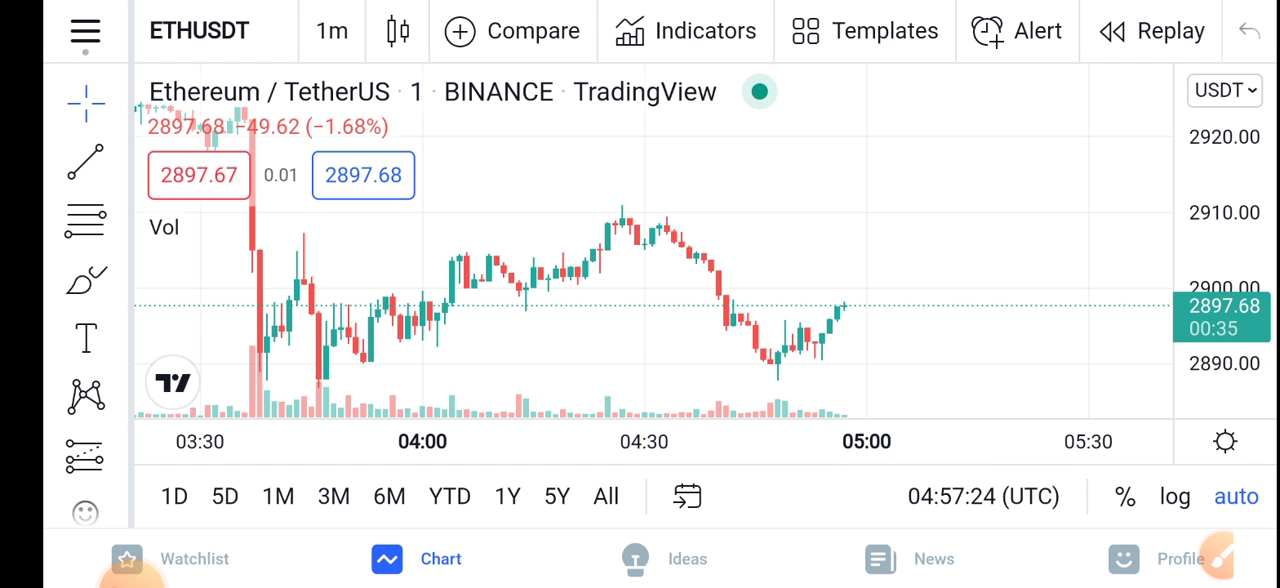 ETHUSDT 1m Compare Indicators Templates Alert Replay
Ethereum / TetherUS · 1 · BINANCE · TradingView USDT
2897.68 −49.62 (−1.68%)
2920.00
2897.67 0.01 2897.68
2910.00
Vol
2900.00
2897.68
00:35
2890.00
03:30 04:00 04:30 05:00 05:30
1D 5D 1M 3M 6M YTD 1Y 5Y All 04:57:24 (UTC) % log auto
Watchlist Chart Ideas News Profile